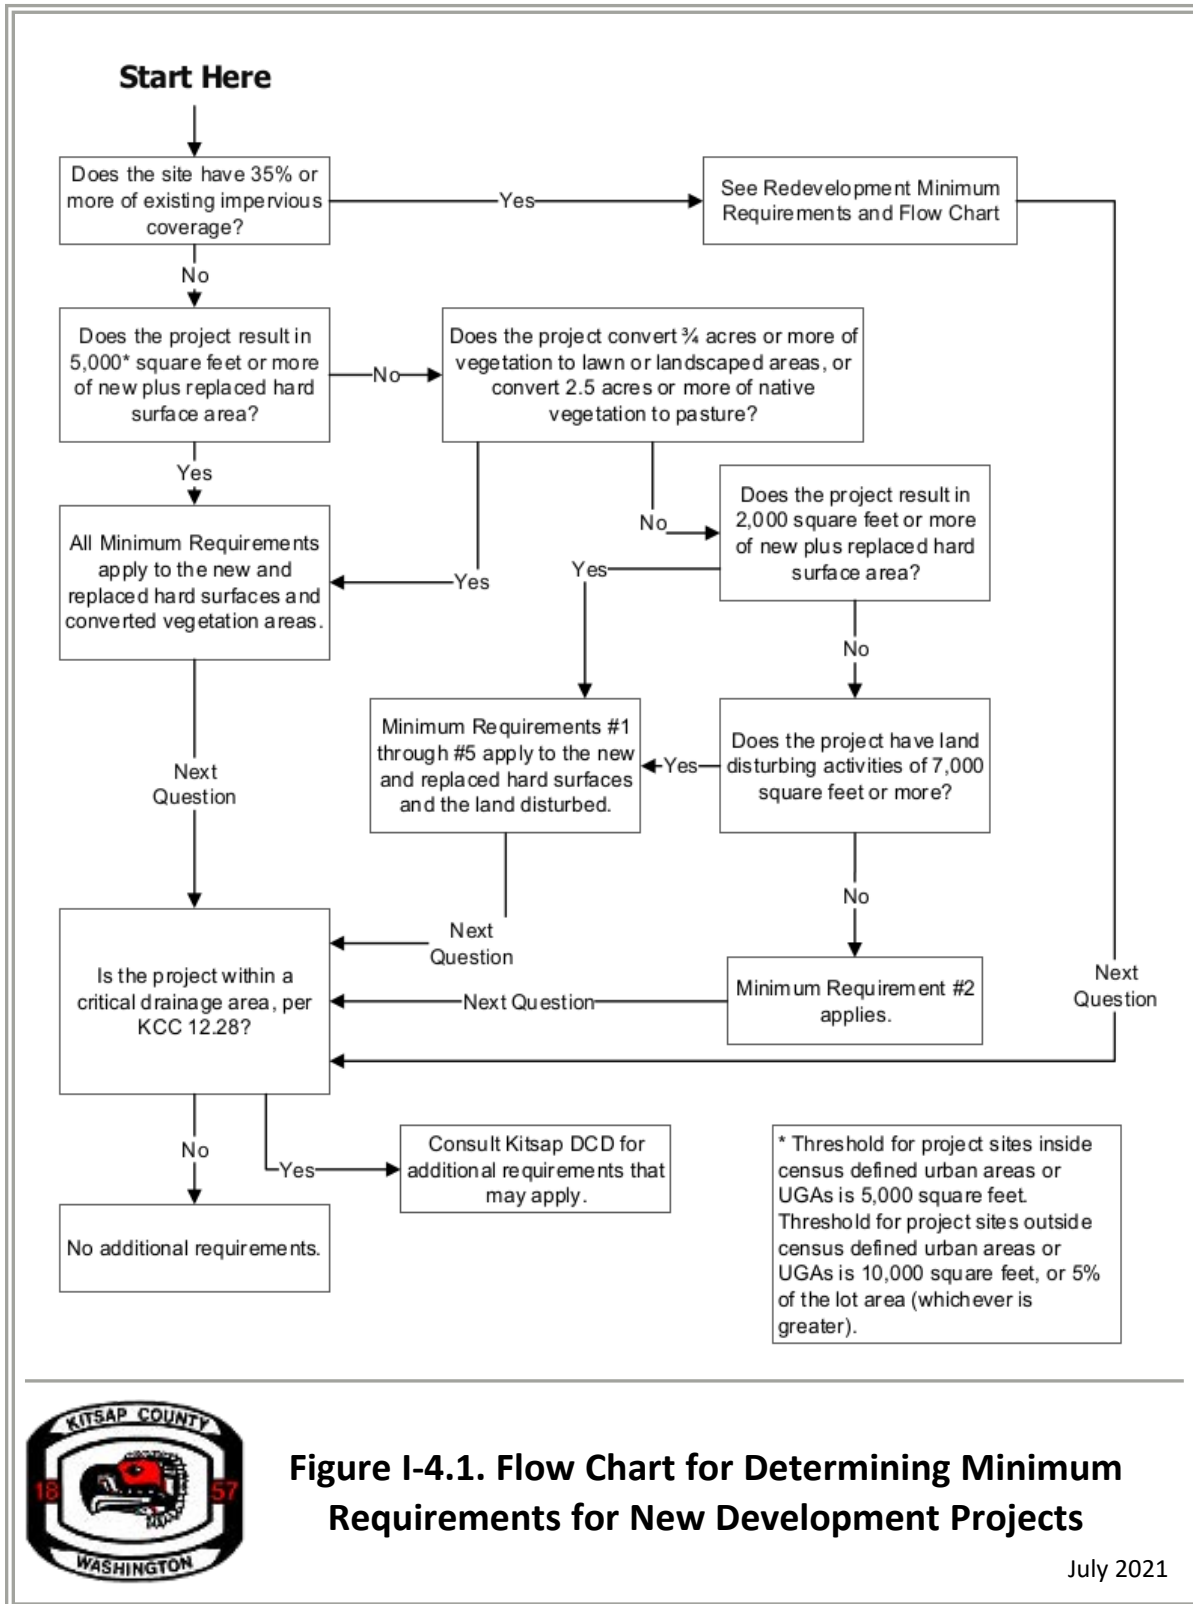 Start Here
Does the site have 35% or
more of existing impervious
coverage?
Yes
See Redevelopment Minimum
Requirements and Flow Chart
No
Does the project result in
5,000* square feet or more
of new plus replaced hard
surface area?
No
Does the project convert ¾ acres or more of
vegetation to lawn or landscaped areas, or
convert 2.5 acres or more of native
vegetation to pasture?
Yes
No
Does the project result in
2,000 square feet or more
of new plus replaced hard
surface area?
All Minimum Requirements
apply to the new and
replaced hard surfaces and
converted vegetation areas.
Yes
Yes
No
Minimum Requirements #1
through #5 apply to the new
and replaced hard surfaces
and the land disturbed.
Yes
Does the project have land
disturbing activities of 7,000
square feet or more?
Next
Question
No
Next
Question
Is the project within a
critical drainage area, per
KCC 12.28?
Next Question
Minimum Requirement #2
applies.
Next
Question
No
Yes
Consult Kitsap DCD for
additional requirements that
may apply.
No additional requirements.
* Threshold for project sites inside
census defined urban areas or
UGAs is 5,000 square feet.
Threshold for project sites outside
census defined urban areas or
UGAs is 10,000 square feet, or 5%
of the lot area (whichever is
greater).
KITSAP COUNTY
18 57
WASHINGTON
Figure I-4.1. Flow Chart for Determining Minimum
Requirements for New Development Projects
July 2021